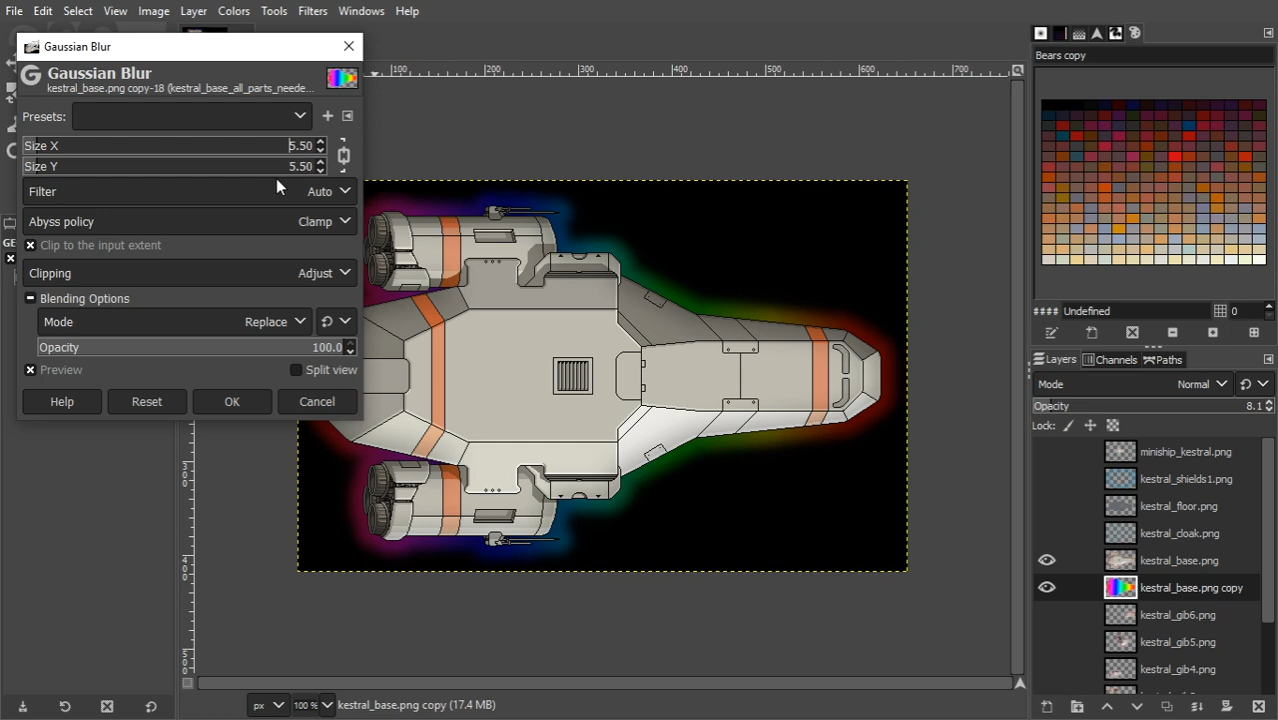 File Edit Select View Image Layer Colors Tools Filters Windows Help
Gaussian Blur
Gaussian Blur
kestral_base.png copy-18 (kestral_base_all_parts_neede...
Presets:
Size X 5.50
Size Y 5.50
Filter Auto
Abyss policy Clamp
Clip to the input extent
Clipping Adjust
Blending Options
Mode Replace
Opacity 100.0
Preview Split view
Help Reset OK Cancel
100 200 300 400 500 600 700
300
400
500
px 100 % kestral_base.png copy (17.4 MB)
Bears copy
Undefined 0
Layers Channels Paths
Mode Normal
Opacity 8.1
Lock:
miniship_kestral.png
kestral_shields1.png
kestral_floor.png
kestral_cloak.png
kestral_base.png
kestral_base.png copy
kestral_gib6.png
kestral_gib5.png
kestral_gib4.png